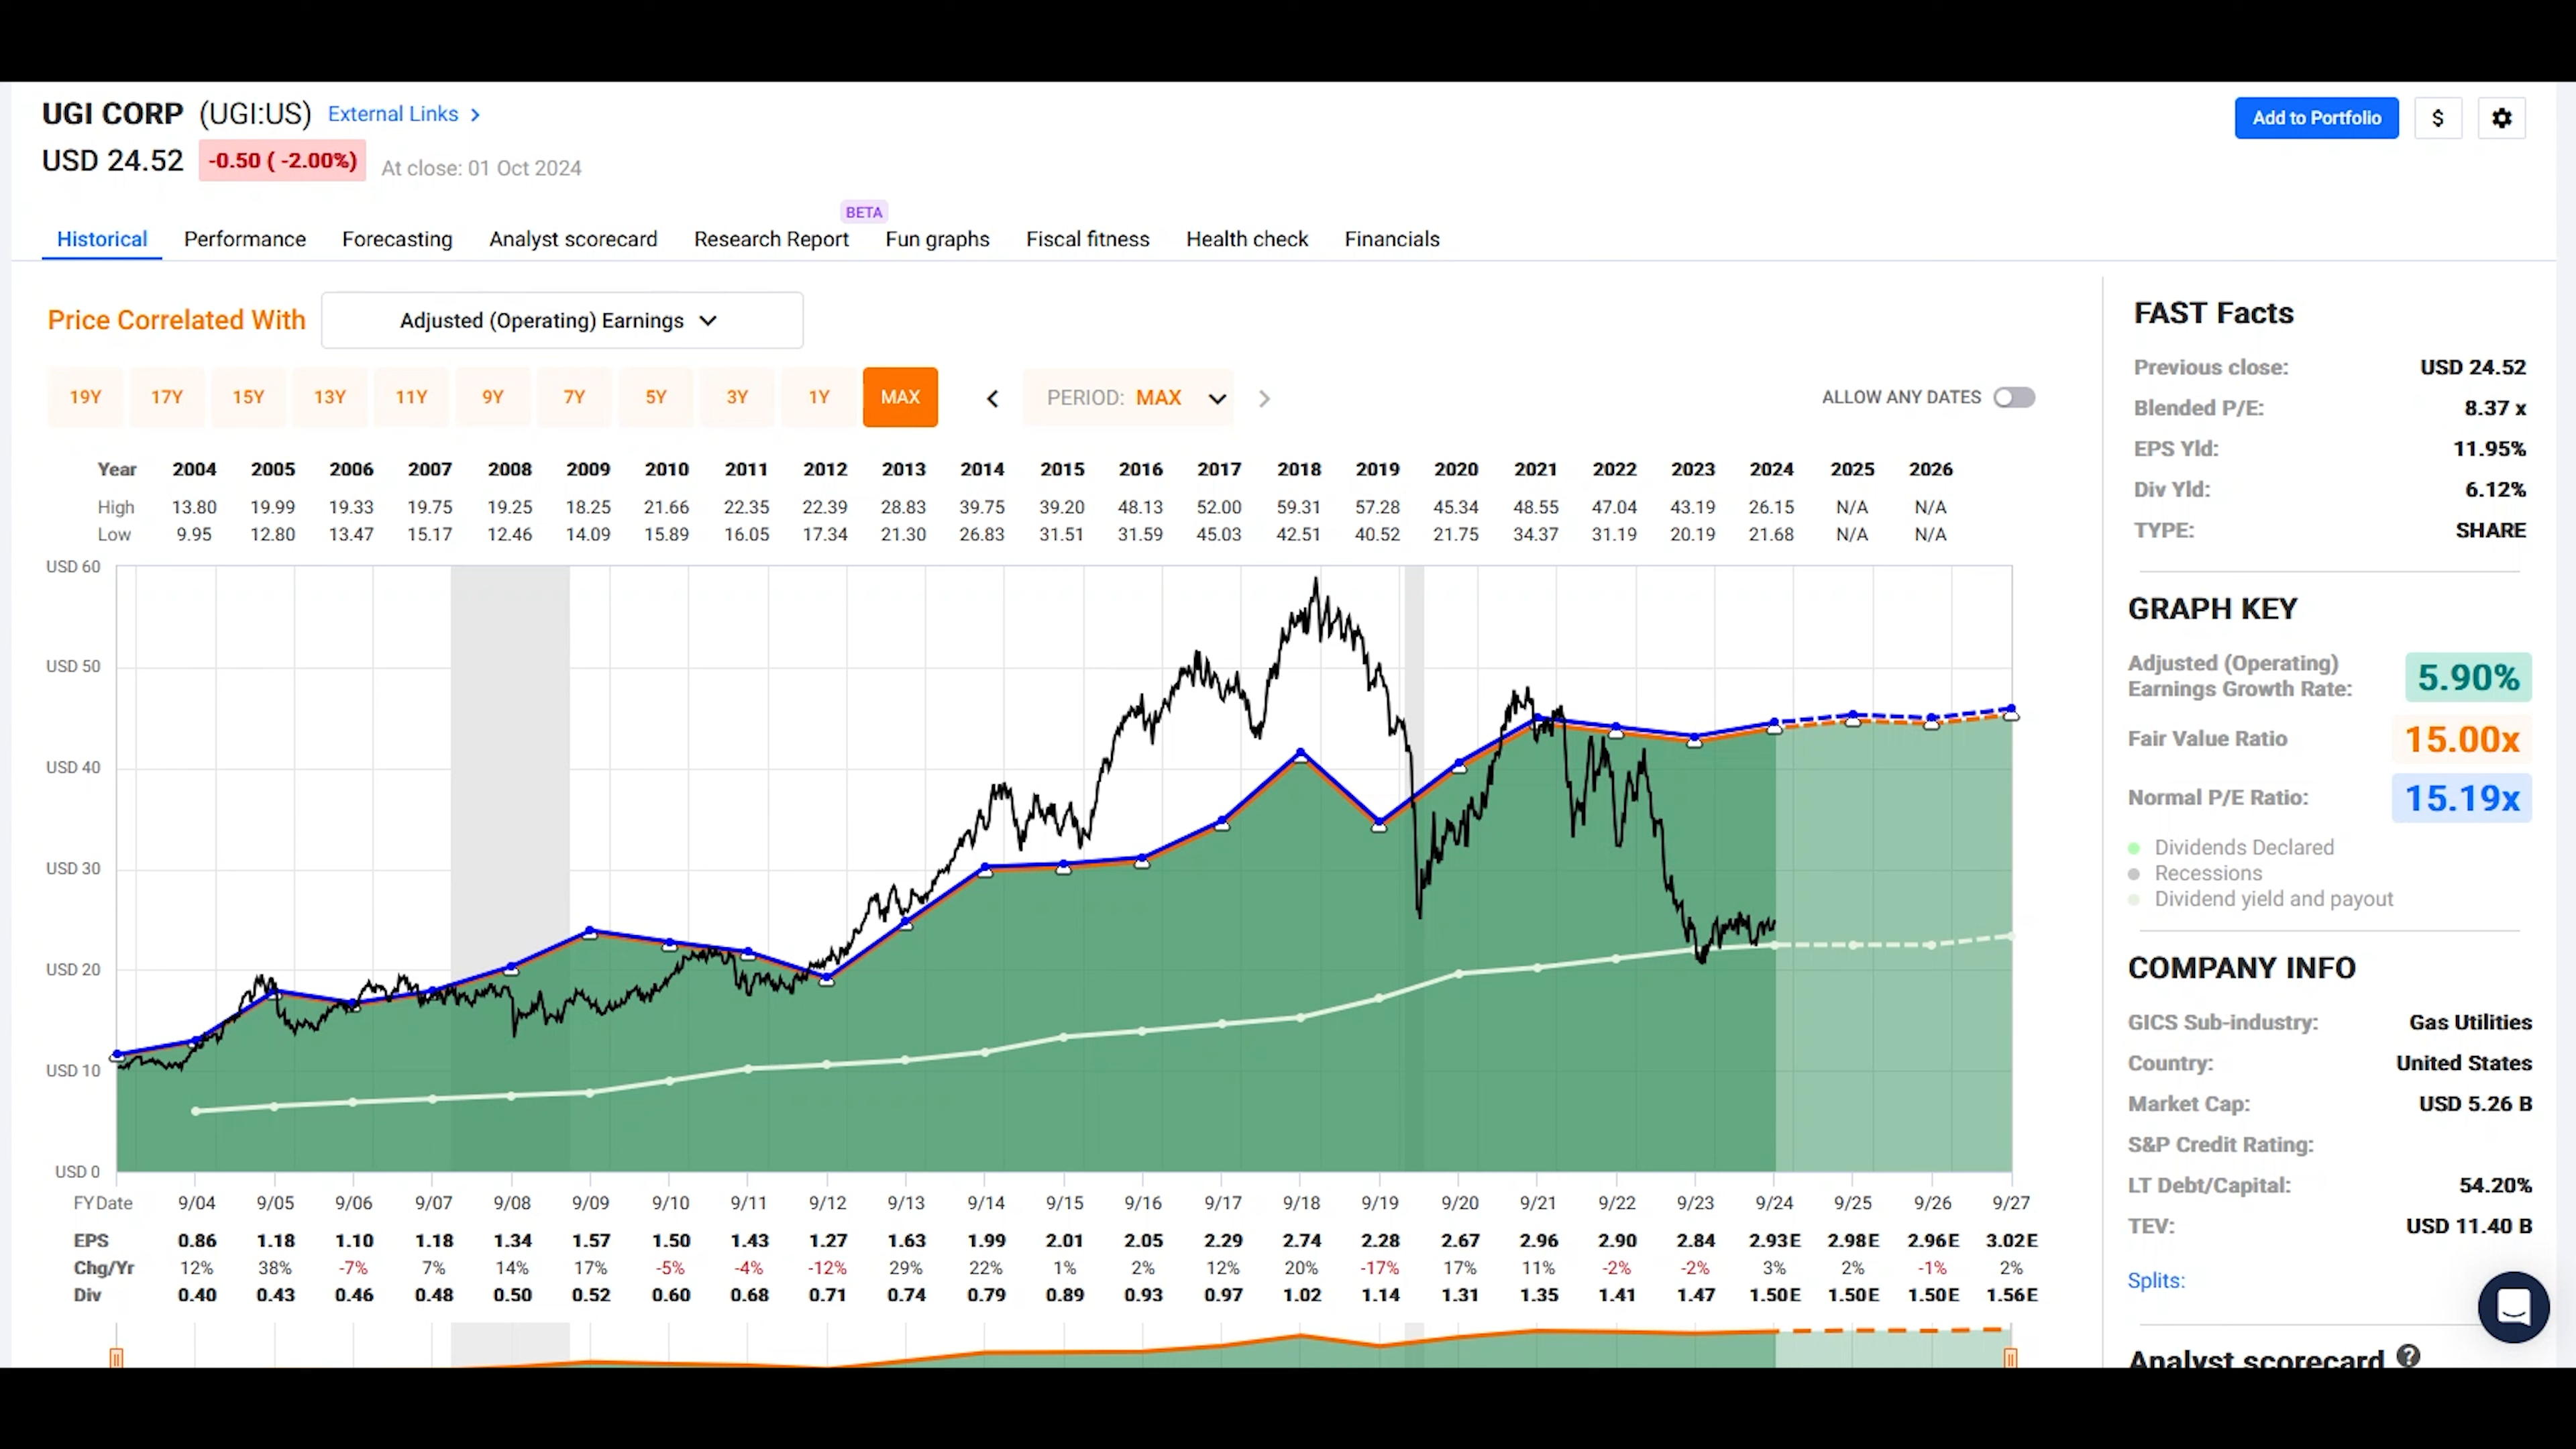 UGI CORP (UGI:US) External Links >
Add to Portfolio $
USD 24.52 -0.50 ( -2.00%) At close: 01 Oct 2024
BETA
Historical Performance Forecasting Analyst scorecard Research Report Fun graphs Fiscal fitness Health check Financials
Price Correlated With Adjusted (Operating) Earnings
19Y 17Y 15Y 13Y 11Y 9Y 7Y 5Y 3Y 1Y MAX < PERIOD: MAX > ALLOW ANY DATES
Year 2004 2005 2006 2007 2008 2009 2010 2011 2012 2013 2014 2015 2016 2017 2018 2019 2020 2021 2022 2023 2024 2025 2026
High 13.80 19.99 19.33 19.75 19.25 18.25 21.66 22.35 22.39 28.83 39.75 39.20 48.13 52.00 59.31 57.28 45.34 48.55 47.04 43.19 26.15 N/A N/A
Low 9.95 12.80 13.47 15.17 12.46 14.09 15.89 16.05 17.34 21.30 26.83 31.51 31.59 45.03 42.51 40.52 21.75 34.37 31.19 20.19 21.68 N/A N/A
USD 60
USD 50
USD 40
USD 30
USD 20
USD 10
USD 0
FY Date 9/04 9/05 9/06 9/07 9/08 9/09 9/10 9/11 9/12 9/13 9/14 9/15 9/16 9/17 9/18 9/19 9/20 9/21 9/22 9/23 9/24 9/25 9/26 9/27
EPS 0.86 1.18 1.10 1.18 1.34 1.57 1.50 1.43 1.27 1.63 1.99 2.01 2.05 2.29 2.74 2.28 2.67 2.96 2.90 2.84 2.93E 2.98E 2.96E 3.02E
Chg/Yr 12% 38% -7% 7% 14% 17% -5% -4% -12% 29% 22% 1% 2% 12% 20% -17% 17% 11% -2% -2% 3% 2% -1% 2%
Div 0.40 0.43 0.46 0.48 0.50 0.52 0.60 0.68 0.71 0.74 0.79 0.89 0.93 0.97 1.02 1.14 1.31 1.35 1.41 1.47 1.50E 1.50E 1.50E 1.56E
FAST Facts
Previous close: USD 24.52
Blended P/E: 8.37 x
EPS Yld: 11.95%
Div Yld: 6.12%
TYPE: SHARE
GRAPH KEY
Adjusted (Operating)
Earnings Growth Rate: 5.90%
Fair Value Ratio 15.00x
Normal P/E Ratio: 15.19x
Dividends Declared
Recessions
Dividend yield and payout
COMPANY INFO
GICS Sub-industry: Gas Utilities
Country: United States
Market Cap: USD 5.26 B
S&P Credit Rating:
LT Debt/Capital: 54.20%
TEV: USD 11.40 B
Splits:
Analyst scorecard ?